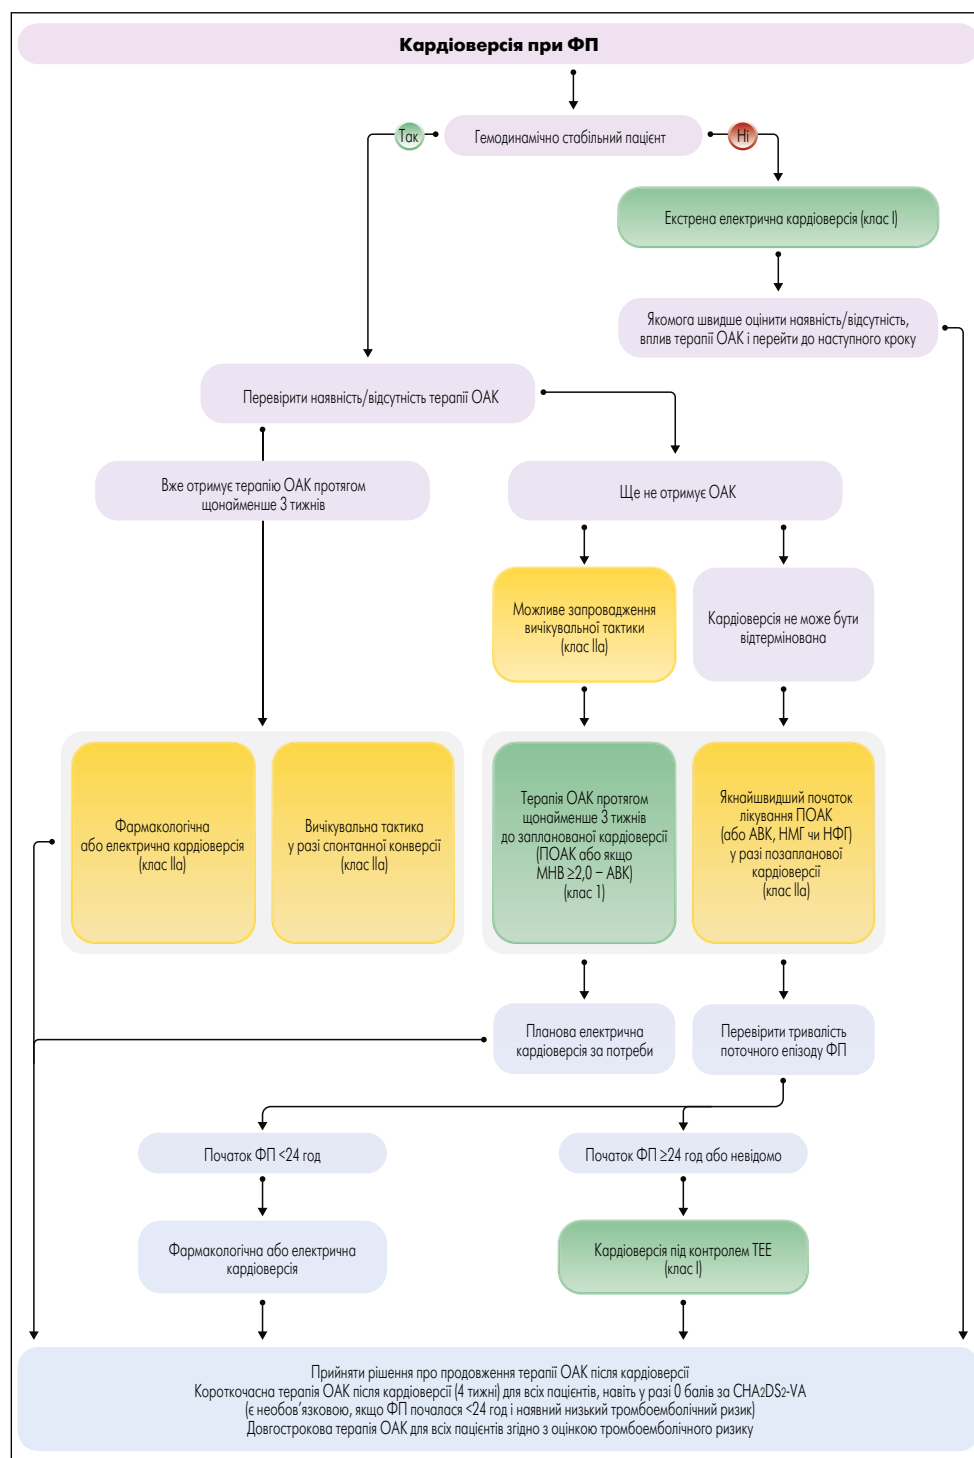 Кардіоверсія при ФП
Так
Гемодинамічно стабільний пацієнт
Ні
Екстрена електрична кардіоверсія (клас I)
Якомога швидше оцінити наявність/відсутність,
вплив терапії ОАК і перейти до наступного кроку
Перевірити наявність/відсутність терапії ОАК
Вже отримує терапію ОАК протягом
щонайменше 3 тижнів
Ще не отримує ОАК
Можливе запровадження
вичікувальної тактики
(клас IIa)
Кардіоверсія не може бути
відтермінована
Фармакологічна
або електрична кардіоверсія
(клас IIa)
Вичікувальна тактика
у разі спонтанної конверсії
(клас IIa)
Терапія ОАК протягом
щонайменше 3 тижнів
до запланованої кардіоверсії
(ПОАК або якщо
МНВ ≥2,0 – АВК)
(клас 1)
Якнайшвидший початок
лікування ПОАК
(або АВК, НМГ чи НФГ)
у разі позапланової
кардіоверсії
(клас IIa)
Планова електрична
кардіоверсія за потреби
Перевірити тривалість
поточного епізоду ФП
Початок ФП <24 год
Початок ФП ≥24 год або невідомо
Фармакологічна або електрична
кардіоверсія
Кардіоверсія під контролем ТЕЕ
(клас I)
Прийняти рішення про продовження терапії ОАК після кардіоверсії
Короткочасна терапія ОАК після кардіоверсії (4 тижні) для всіх пацієнтів, навіть у разі 0 балів за CHA2DS2-VA
(є необов’язковою, якщо ФП почалася <24 год і наявний низький тромбоемболічний ризик)
Довгострокова терапія ОАК для всіх пацієнтів згідно з оцінкою тромбоемболічного ризику